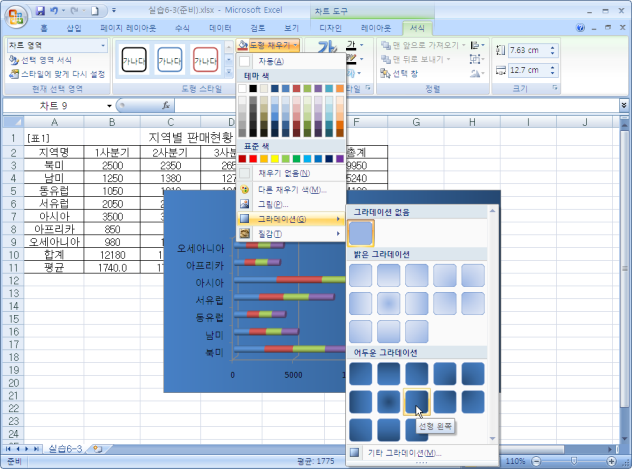 실습6-3(준비).xlsx - Microsoft Excel
차트 도구
홈 삽입 페이지 레이아웃 수식 데이터 검토 보기 디자인 레이아웃 서식
차트 영역
선택 영역 서식
스타일에 맞게 다시 설정
현재 선택 영역
가나다 가나다 가나다
도형 스타일
도형 채우기
맨 앞으로 가져오기
맨 뒤로 보내기
선택 창
정렬
7.63 cm
12.7 cm
크기
차트 9
자동(A)
테마 색
표준 색
채우기 없음(N)
다른 채우기 색(M)...
그림(P)...
그라데이션(G)
질감(T)
A B C D F G H I
1 [표1] 지역별 판매현황
2 지역명 1사분기 2사분기 3사분 총계
3 북미 2500 2350 265 9950
4 남미 1250 1380 127 5240
5 동유럽 1050
6 서유럽 2050 2
7 아시아 3500 3
8 아프리카 850
9 오세아니아 980 1
10 합계 12180 1
11 평균 1740.0 17
12
13
14
15
16
17
18
19
20
21
22
23
24
오세아니아
아프리카
아시아
서유럽
동유럽
남미
북미
0 5000 1
그라데이션 없음
밝은 그라데이션
어두운 그라데이션
선형 왼쪽
기타 그라데이션(M)...
실습6-3
준비 평균: 1775 110%